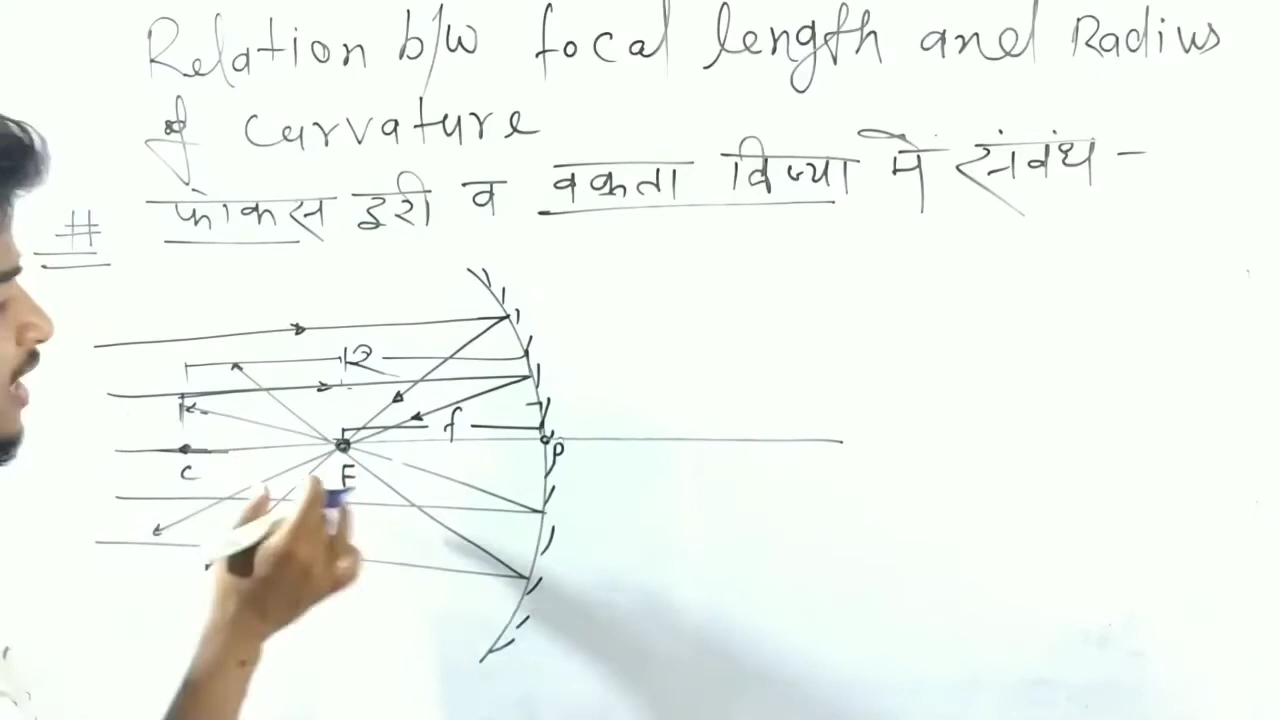 Relation b/w focal length and Radius
of curvature
फोकस दूरी व वक्रता त्रिज्या में संबंध -
#
R
f
P
C
F